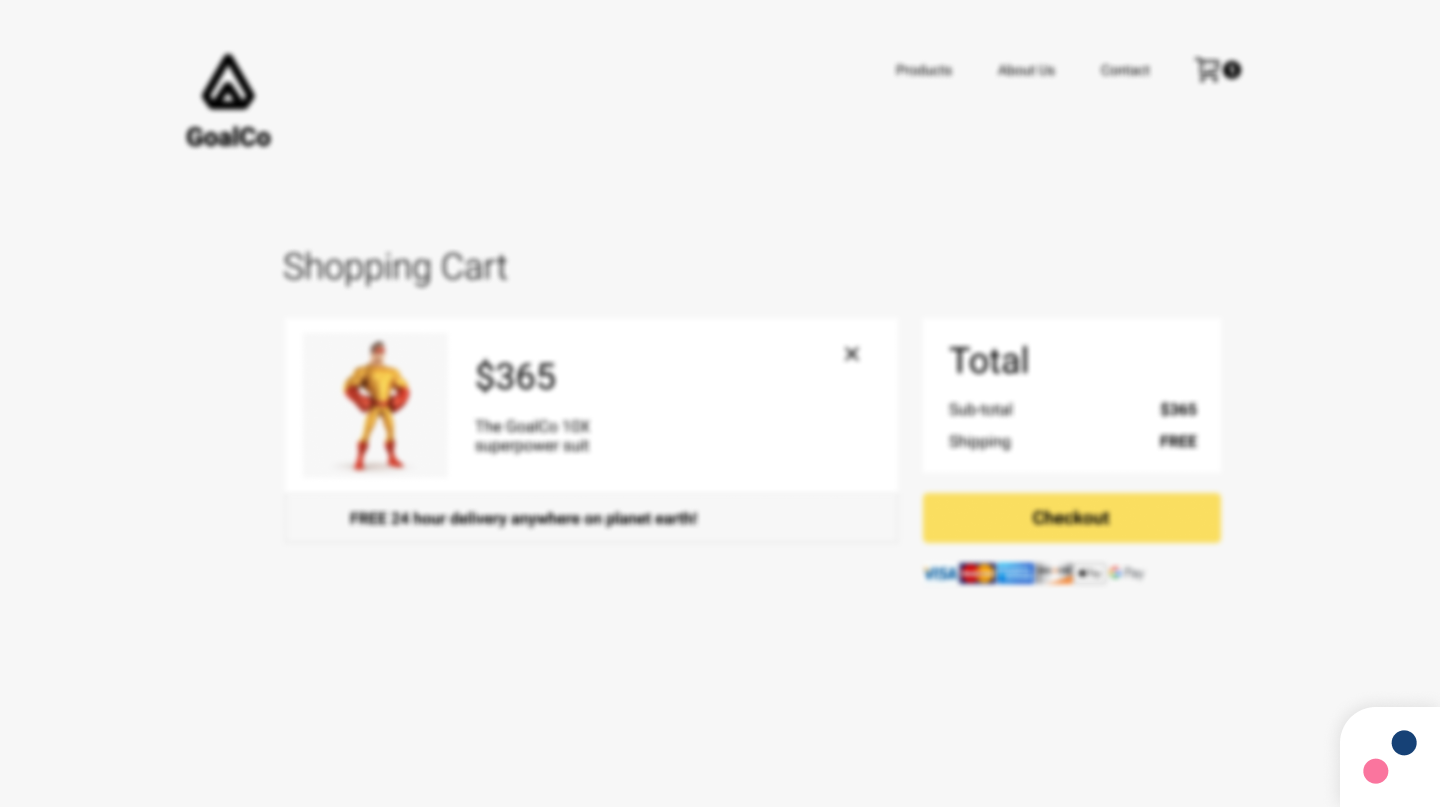 Products About Us Contact
GoalCo
Shopping Cart
$365
The GoalCo 10X
superpower suit
FREE 24 hour delivery anywhere on planet earth!
Total
Sub-total $365
Shipping FREE
Checkout
VISA Pay